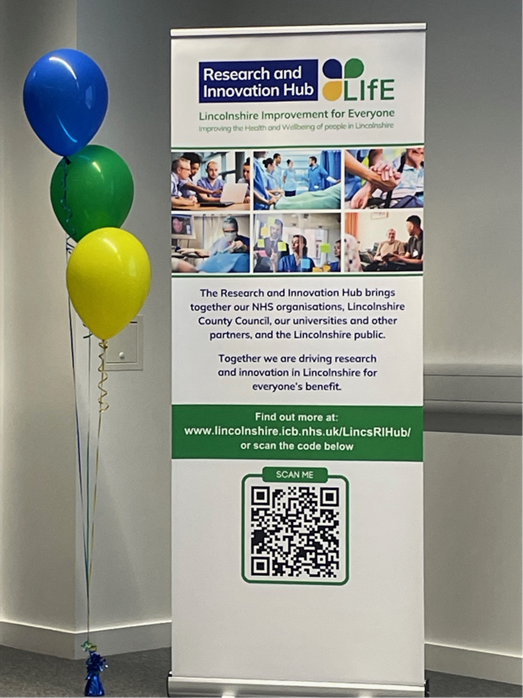 Research and
Innovation Hub
LIfE
Lincolnshire Improvement for Everyone
Improving the Health and Wellbeing of people in Lincolnshire
The Research and Innovation Hub brings
together our NHS organisations, Lincolnshire
County Council, our universities and other
partners, and the Lincolnshire public.
Together we are driving research
and innovation in Lincolnshire for
everyone's benefit.
Find out more at:
www.lincolnshire.icb.nhs.uk/LincsRIHub/
or scan the code below
SCAN ME